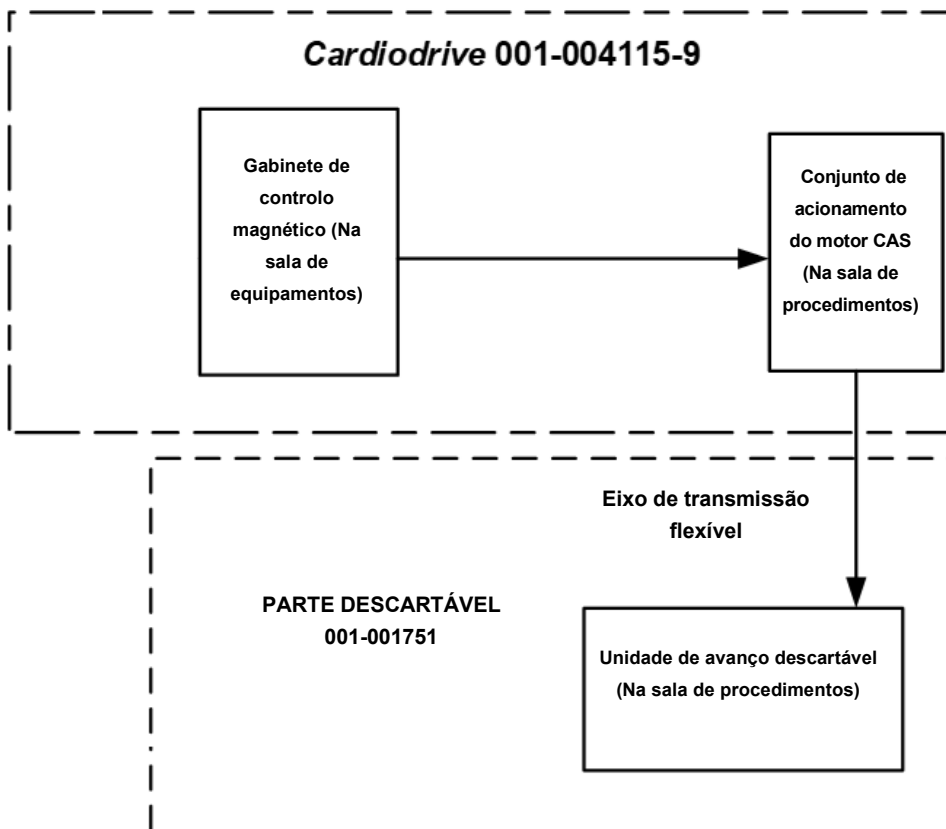 Cardiodrive 001-004115-9
Gabinete de
controlo
magnético (Na
sala de
equipamentos)
Conjunto de
acionamento
do motor CAS
(Na sala de
procedimentos)
Eixo de transmissão
flexível
PARTE DESCARTÁVEL
001-001751
Unidade de avanço descartável
(Na sala de procedimentos)